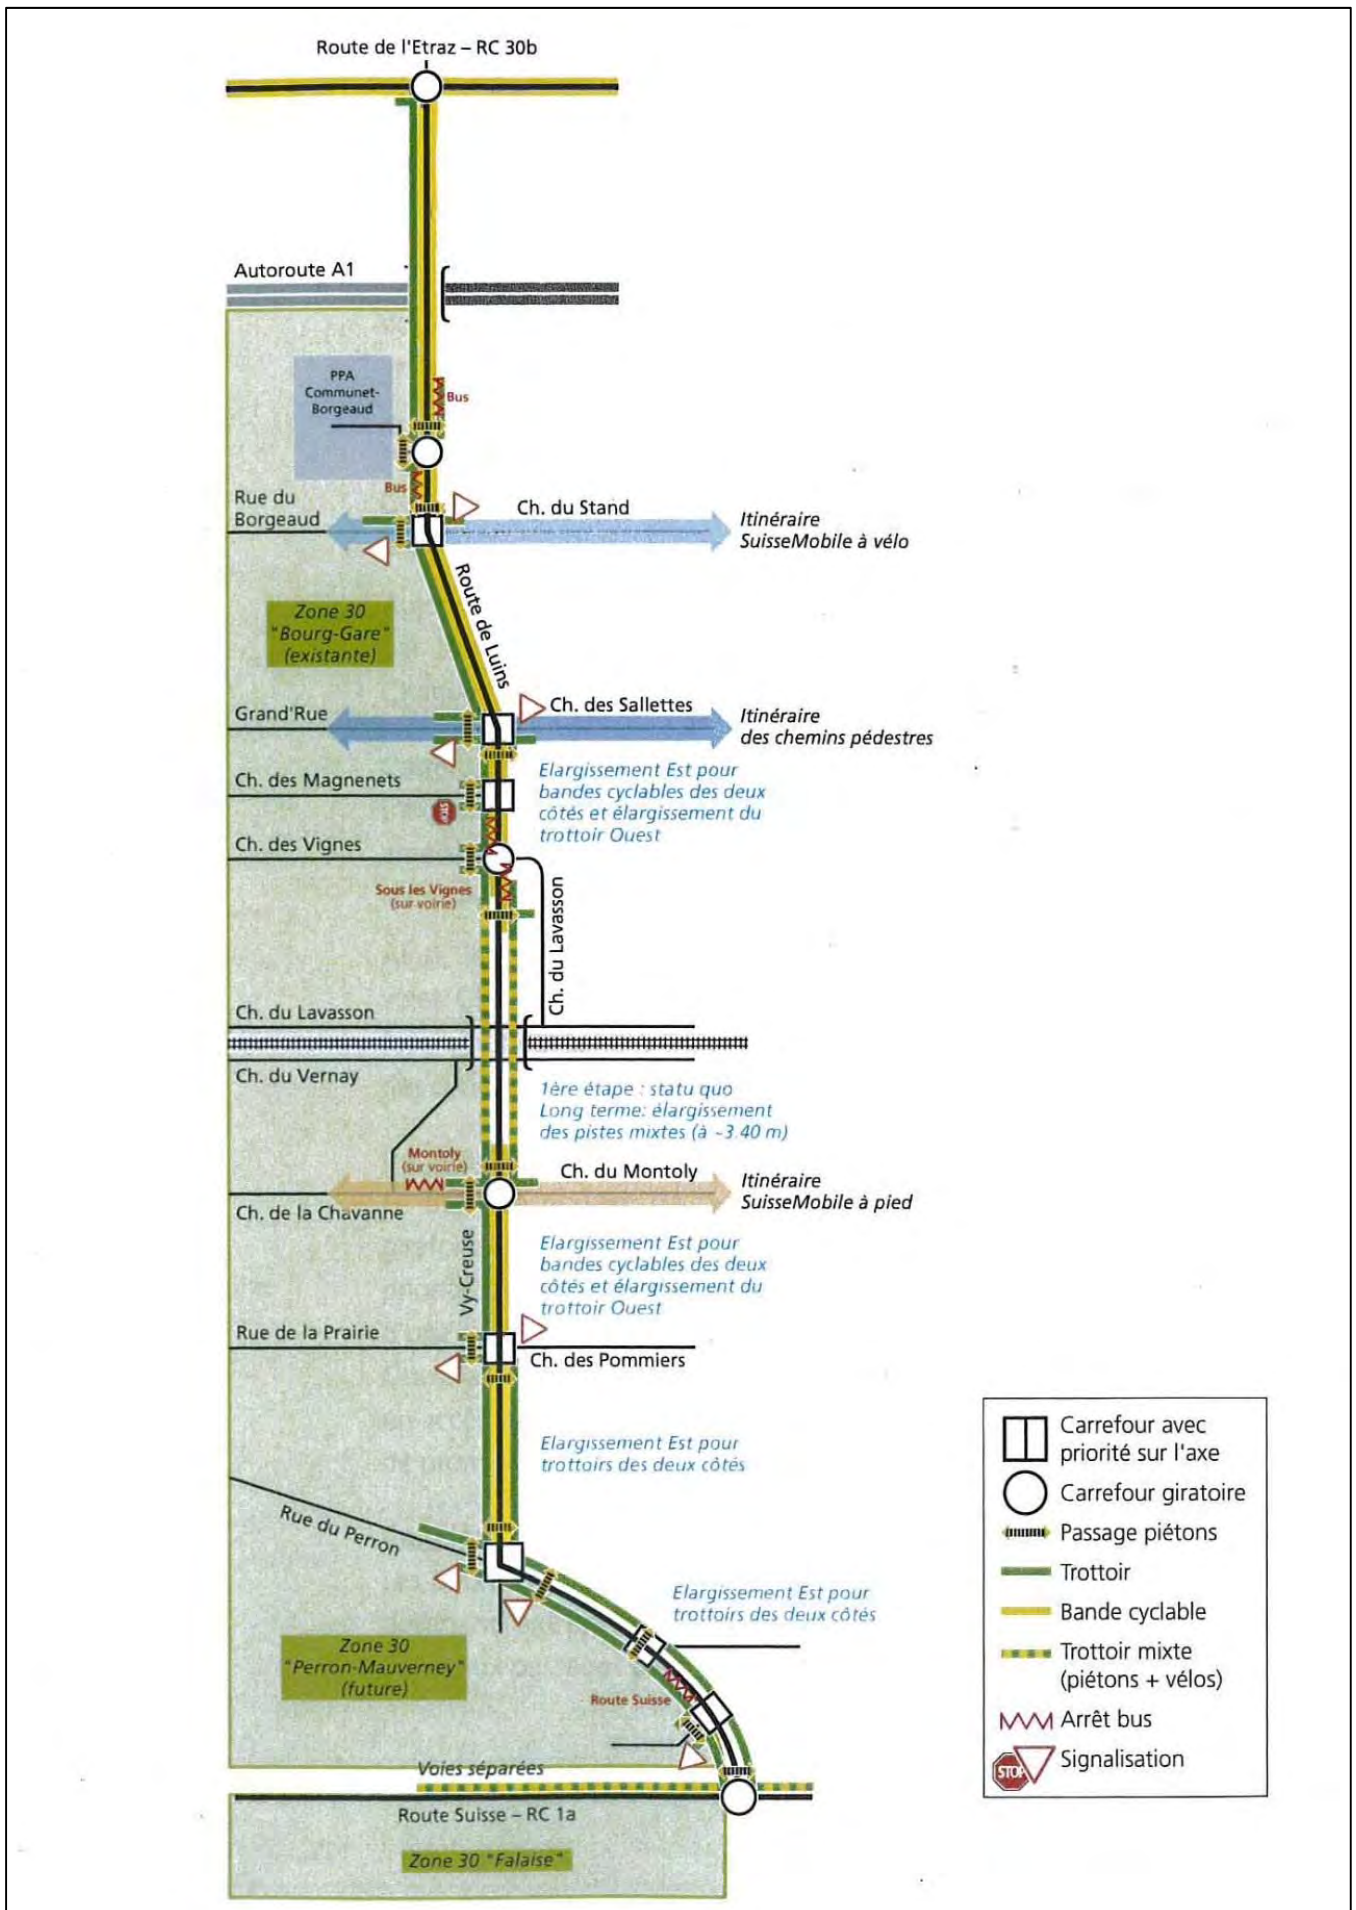 Route de l'Etraz – RC 30b
Autoroute A1
PPA
Communet-
Borgeaud
Bus
Bus
Rue du
Borgeaud
Ch. du Stand
Itinéraire
SuisseMobile à vélo
Route de Luins
Zone 30
"Bourg-Gare"
(existante)
Grand'Rue
Ch. des Sallettes
Itinéraire
des chemins pédestres
Ch. des Magnenets
STOP
Elargissement Est pour
bandes cyclables des deux
côtés et élargissement du
trottoir Ouest
Ch. des Vignes
Sous les Vignes
(sur voirie)
Ch. du Lavasson
Ch. du Lavasson
Ch. du Vernay
1ère étape : statu quo
Long terme: élargissement
des pistes mixtes (à ~3.40 m)
Montoly
(sur voirie)
Ch. du Montoly
Itinéraire
SuisseMobile à pied
Ch. de la Chavanne
Vy-Creuse
Elargissement Est pour
bandes cyclables des deux
côtés et élargissement du
trottoir Ouest
Rue de la Prairie
Ch. des Pommiers
Elargissement Est pour
trottoirs des deux côtés
Rue du Perron
Elargissement Est pour
trottoirs des deux côtés
Zone 30
"Perron-Mauverney"
(future)
Route Suisse
Voies séparées
Route Suisse – RC 1a
Zone 30 "Falaise"
Carrefour avec
priorité sur l'axe
Carrefour giratoire
Passage piétons
Trottoir
Bande cyclable
Trottoir mixte
(piétons + vélos)
Arrêt bus
STOP
Signalisation